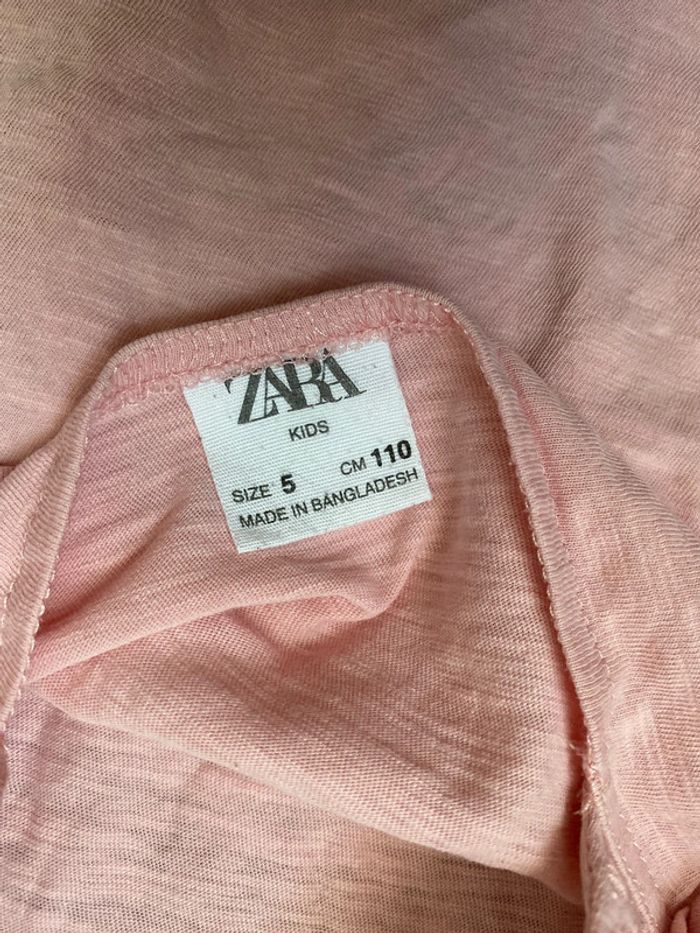 ZARA
KIDS
SIZE 5 CM 110
MADE IN BANGLADESH